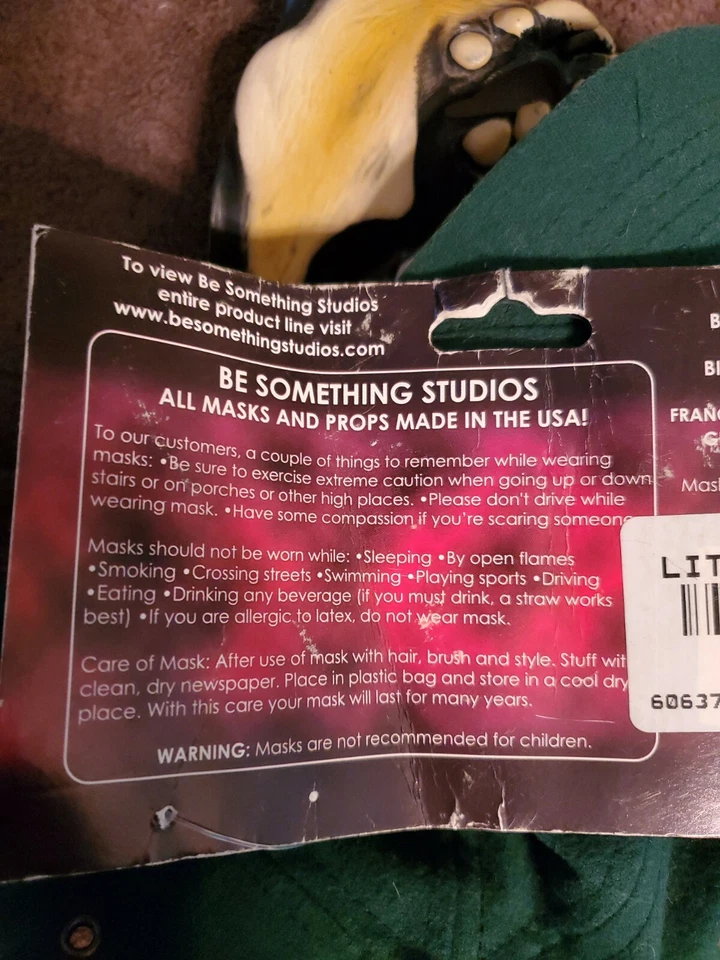 To view Be Something Studios
entire product line visit
www.besomethingstudios.com
BE SOMETHING STUDIOS
ALL MASKS AND PROPS MADE IN THE USA!
To our customers, a couple of things to remember while wearing
masks: •Be sure to exercise extreme caution when going up or down
stairs or on porches or other high places. •Please don't drive while
wearing mask. •Have some compassion if you're scaring someone
Masks should not be worn while: •Sleeping •By open flames
•Smoking •Crossing streets •Swimming •Playing sports •Driving
•Eating •Drinking any beverage (if you must drink, a straw works
best) •If you are allergic to latex, do not wear mask.
Care of Mask: After use of mask with hair, brush and style. Stuff wit
clean, dry newspaper. Place in plastic bag and store in a cool dry
place. With this care your mask will last for many years.
WARNING: Masks are not recommended for children.
B
BI
FRAN
Mas
LIT
60637